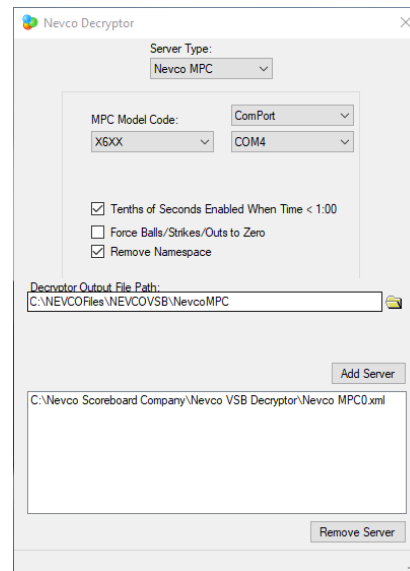 Nevco Decryptor
Server Type:
Nevco MPC
MPC Model Code:
ComPort
X6XX
COM4
Tenths of Seconds Enabled When Time < 1:00
Force Balls/Strikes/Outs to Zero
Remove Namespace
Decryptor Output File Path:
C:\NEVCOFiles\NEVCOVSB\NevcoMPC
Add Server
C:\Nevco Scoreboard Company\Nevco VSB Decryptor\Nevco MPC0.xml
Remove Server